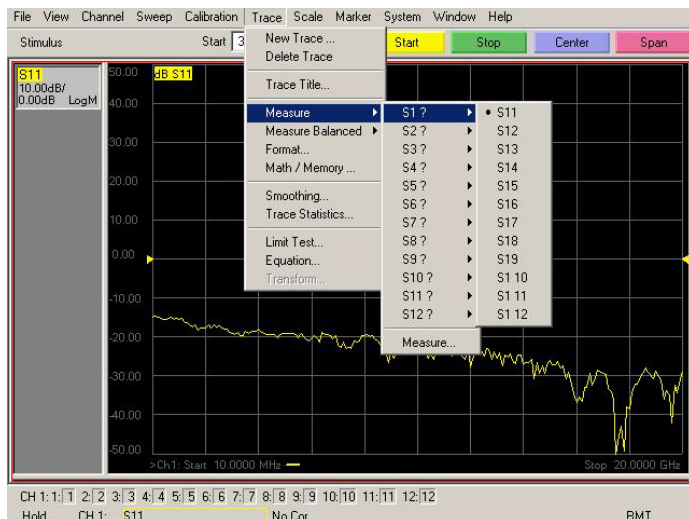 File View Channel Sweep Calibration Trace Scale Marker System Window Help
Stimulus Start 3 Start Stop Center Span
New Trace ...
Delete Trace
Trace Title...
Measure
Measure Balanced
Format...
Math / Memory ...
Smoothing...
Trace Statistics...
Limit Test...
Equation...
Transform...
S1 ?
S2 ?
S3 ?
S4 ?
S5 ?
S6 ?
S7 ?
S8 ?
S9 ?
S10 ?
S11 ?
S12 ?
Measure...
S11
S12
S13
S14
S15
S16
S17
S18
S19
S1 10
S1 11
S1 12
S11
10.00dB/
0.00dB LogM
50.00 dB S11
40.00
30.00
20.00
10.00
0.00
-10.00
-20.00
-30.00
-40.00
-50.00
>Ch1: Start 10.0000 MHz
Stop 20.0000 GHz
CH 1: 1: 1 2: 2 3: 3 4: 4 5: 5 6: 6 7: 7 8: 8 9: 9 10: 10 11: 11 12: 12
Hold CH 1: S11 No Cor RMT